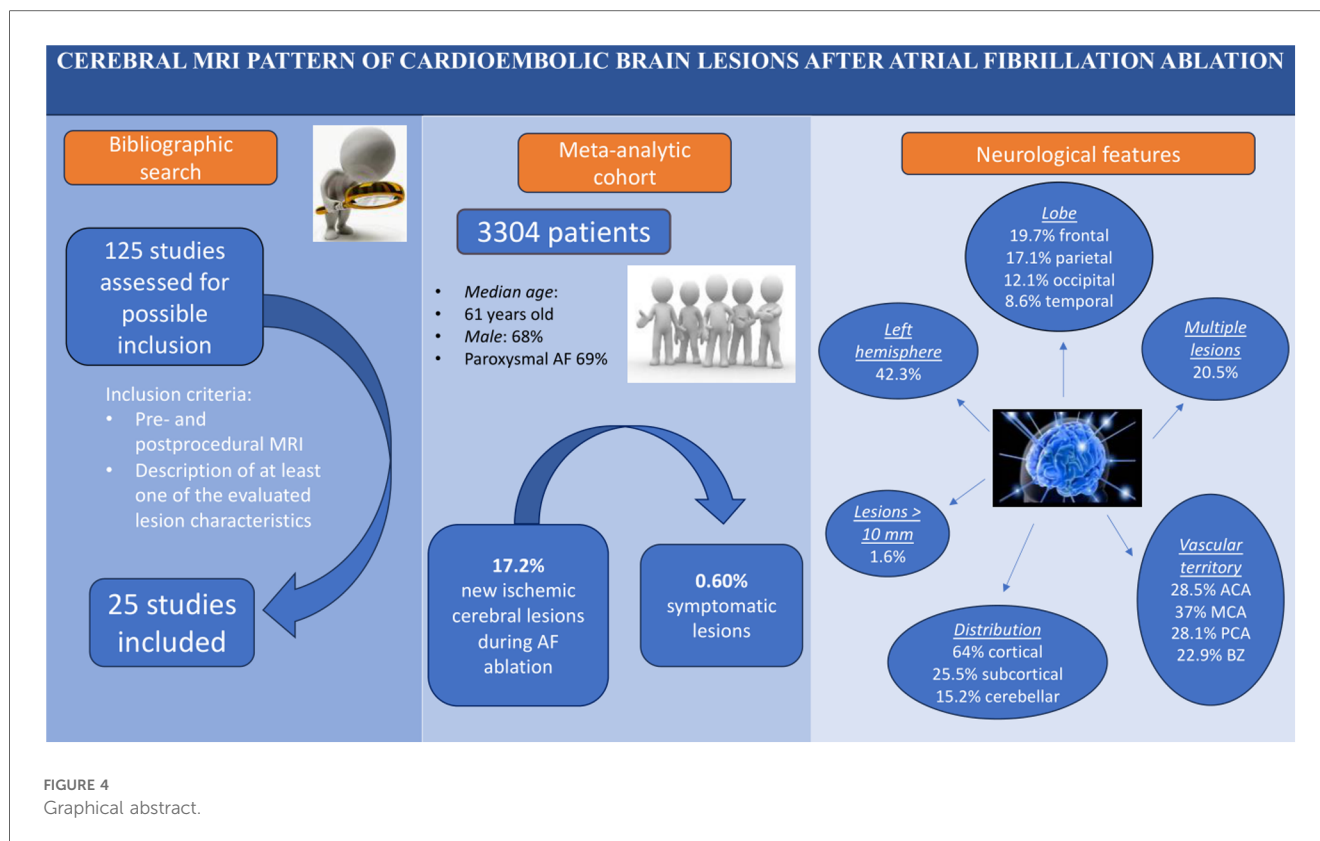 CEREBRAL MRI PATTERN OF CARDIOEMBOLIC BRAIN LESIONS AFTER ATRIAL FIBRILLATION ABLATION
Bibliographic
search
125 studies
assessed for
possible
inclusion
Inclusion criteria:
• Pre- and
postprocedural MRI
• Description of at least
one of the evaluated
lesion characteristics
25 studies
included
Meta-analytic
cohort
3304 patients
• Median age:
• 61 years old
• Male: 68%
• Paroxysmal AF 69%
17.2%
new ischemic
cerebral lesions
during AF
ablation
0.60%
symptomatic
lesions
Neurological features
Lobe
19.7% frontal
17.1% parietal
12.1% occipital
8.6% temporal
Left
hemisphere
42.3%
Multiple
lesions
20.5%
Lesions >
10 mm
1.6%
Vascular
territory
28.5% ACA
37% MCA
28.1% PCA
22.9% BZ
Distribution
64% cortical
25.5% subcortical
15.2% cerebellar
FIGURE 4
Graphical abstract.